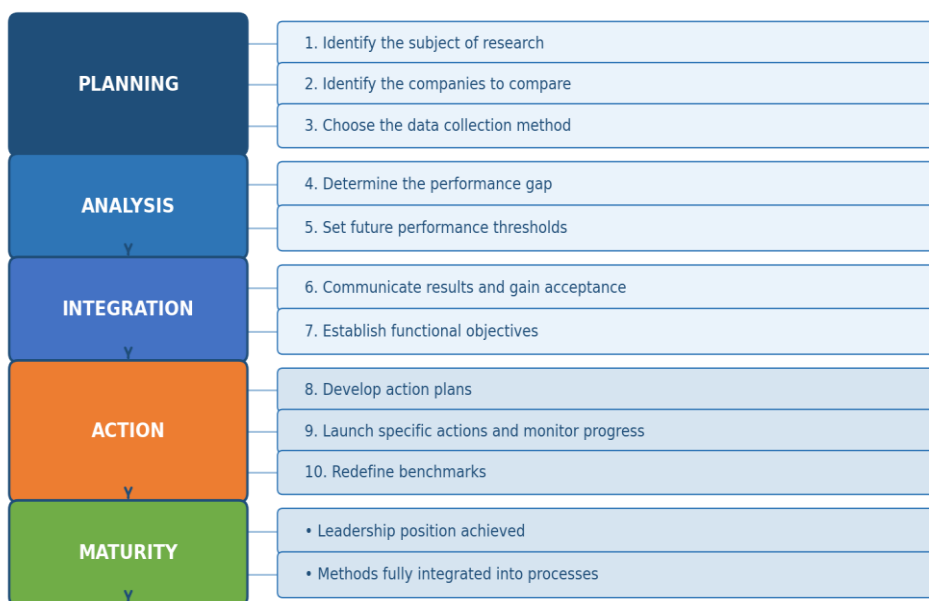 PLANNING
1. Identify the subject of research
2. Identify the companies to compare
3. Choose the data collection method
ANALYSIS
4. Determine the performance gap
5. Set future performance thresholds
INTEGRATION
6. Communicate results and gain acceptance
7. Establish functional objectives
ACTION
8. Develop action plans
9. Launch specific actions and monitor progress
10. Redefine benchmarks
MATURITY
• Leadership position achieved
• Methods fully integrated into processes